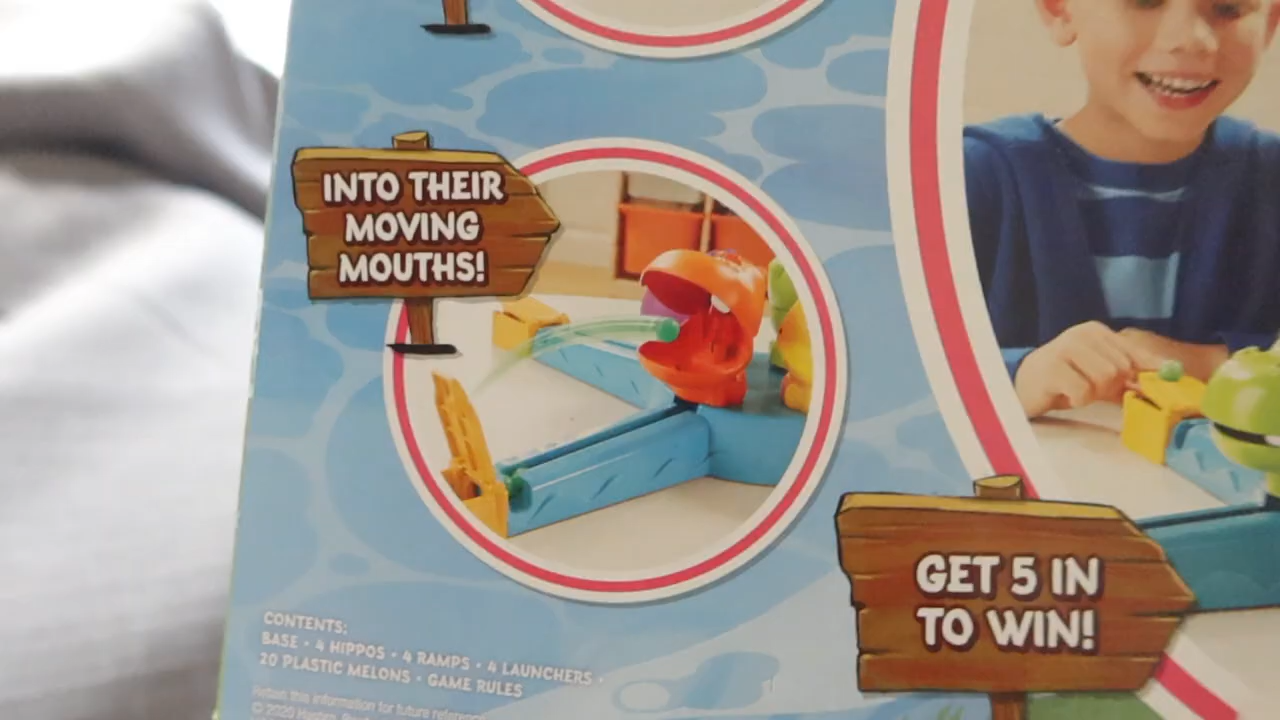 INTO THEIR
MOVING
MOUTHS!
GET 5 IN
TO WIN!
CONTENTS:
BASE • 4 HIPPOS • 4 RAMPS • 4 LAUNCHERS •
20 PLASTIC MELONS • GAME RULES
Retain this information for future reference.
© 2020 Hasbro.